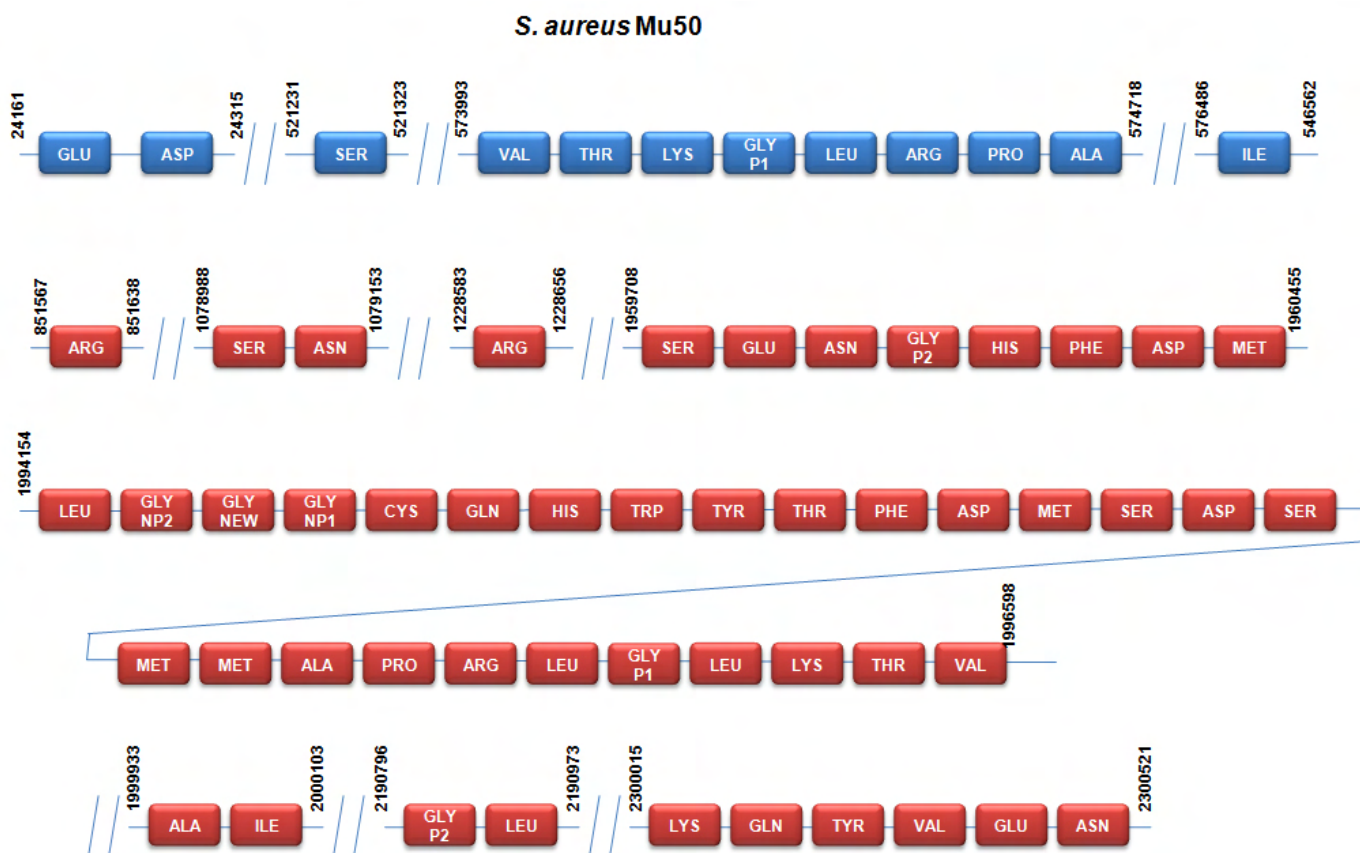 S. aureus Mu50
24161 24315 521231 521323 573993 574718 576486 546562
GLU ASP SER VAL THR LYS GLY P1 LEU ARG PRO ALA ILE
851567 851638 1078988 1079153 1228583 1228656 1959708 1960455
ARG SER ASN ARG SER GLU ASN GLY P2 HIS PHE ASP MET
1994154
LEU GLY NP2 GLY NEW GLY NP1 CYS GLN HIS TRP TYR THR PHE ASP MET SER ASP SER
1996598
MET MET ALA PRO ARG LEU GLY P1 LEU LYS THR VAL
1999933 2000103 2190796 2190973 2300015 2300521
ALA ILE GLY P2 LEU LYS GLN TYR VAL GLU ASN